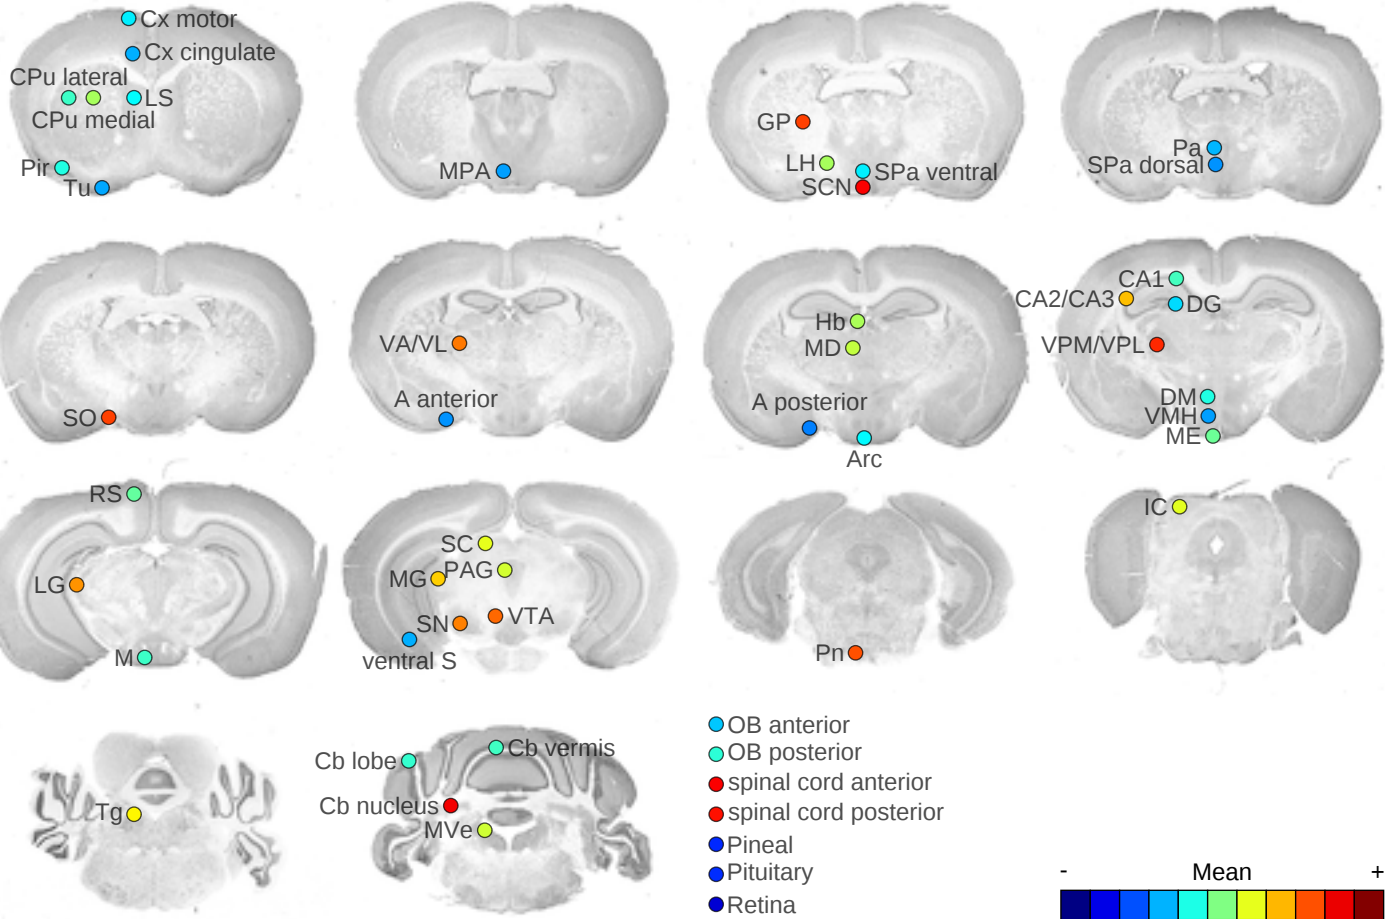 Cx motor
Cx cingulate
CPu lateral
LS
CPu medial
Pir
Tu
MPA
GP
LH
SPa ventral
SCN
Pa
SPa dorsal
SO
VA/VL
A anterior
Hb
MD
A posterior
Arc
CA1
CA2/CA3
DG
VPM/VPL
DM
VMH
ME
RS
LG
M
SC
MG
PAG
SN
VTA
ventral S
Pn
IC
Tg
Cb lobe
Cb vermis
Cb nucleus
MVe
OB anterior
OB posterior
spinal cord anterior
spinal cord posterior
Pineal
Pituitary
Retina
- Mean +